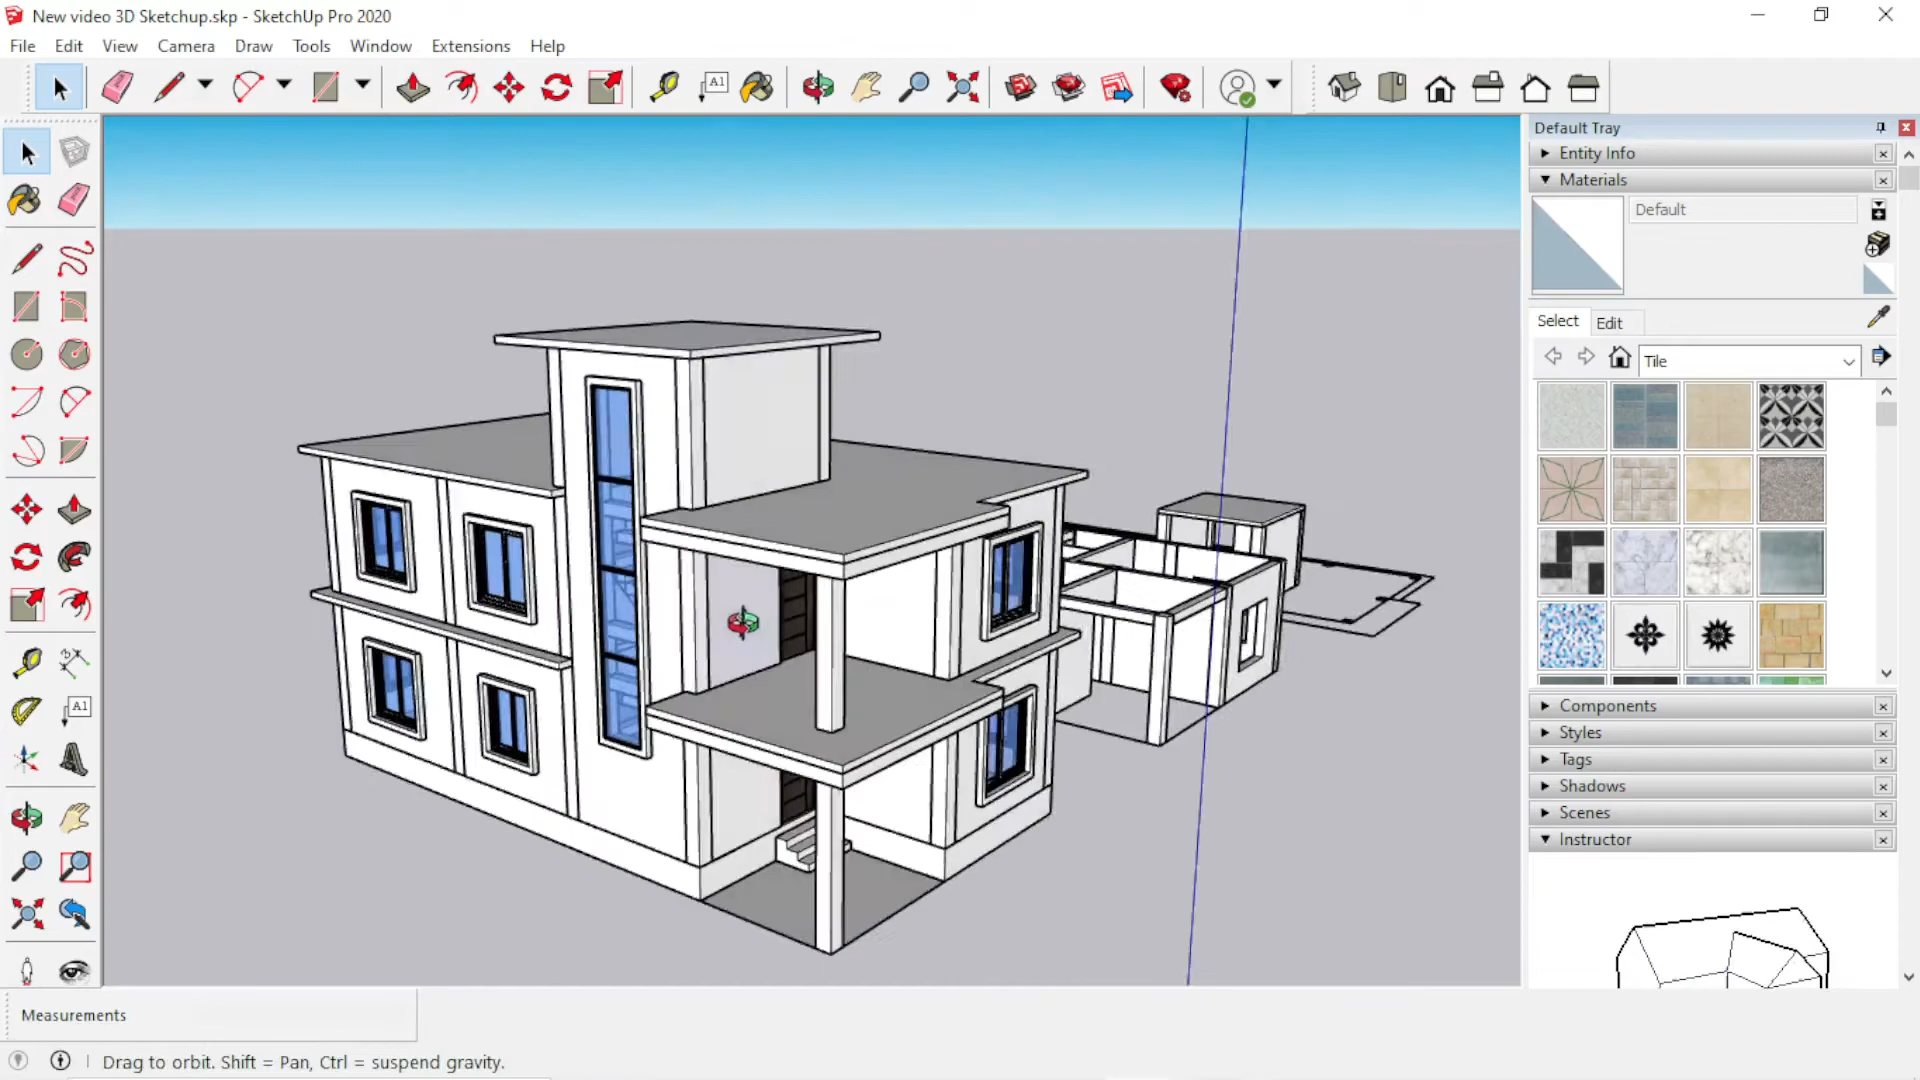 New video 3D Sketchup.skp - SketchUp Pro 2020
File Edit View Camera Draw Tools Window Extensions Help
A1
Default Tray
Entity Info
Materials
Default
Select Edit
Tile
A1
Components
Styles
Tags
Shadows
Scenes
Instructor
Measurements
Drag to orbit. Shift = Pan, Ctrl = suspend gravity.